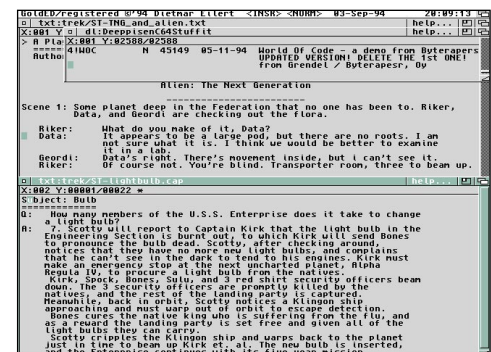 GoldED/registered ©'94 Dietmar Eilert <INSR> <NORM> 03-Sep-94 20:09:13
txt:trek/ST-TNG_and_alien.txt help...
X:001 Y dl:DeeppisenC64Stuffit help...
> A Pla X:001 Y:02588/02588
===== 4!WOC N 45149 05-11-94 World Of Code - a demo from Byterapers
Autho UPDATED VERSION! DELETE THE 1st ONE!
from Grendel / Byterapesr, Oy
Alien: The Next Generation
-------------------------
Scene 1: Some planet deep in the Federation that no one has been to. Riker,
Data, and Geordi are checking out the flora.
Riker: What do you make of it, Data?
Data: It appears to be a large pod, but there are no roots. I am
not sure what it is. I think we would be better to examine
it in a lab.
Geordi: Data's right. There's movement inside, but i can't see it.
Riker: Of course not. You're blind. Transporter room, three to beam up.
txt:trek/ST-lightbulb.cap help...
X:002 Y:00001/00022 *
Subject: Bulb
=============
Q: How many members of the U.S.S. Enterprise does it take to change
a light bulb?
A: 7. Scotty will report to Captain Kirk that the light bulb in the
Engineering Section is burnt out, to which Kirk will send Bones
to pronounce the bulb dead. Scotty, after checking around,
notices that they have no more new light bulbs, and complains
that he can't see in the dark to tend to his engines. Kirk must
make an emergency stop at the next uncharted planet, Alpha
Regula IV, to procure a light bulb from the natives.
Kirk, Spock, Bones, Sulu, and 3 red shirt security officers beam
down. The 3 security officers are promptly killed by the
natives, and the rest of the landing party is captured.
Meanwhile, back in orbit, Scotty notices a Klingon ship
approaching and must warp out of orbit to escape detection.
Bones cures the native king who is suffering from the flu, and
as a reward the landing party is set free and given all of the
light bulbs they can carry.
Scotty cripples the Klingon ship and warps back to the planet
just in time to beam up Kirk et. al. The new bulb is inserted,
and the Enterprise continues with its five year mission.